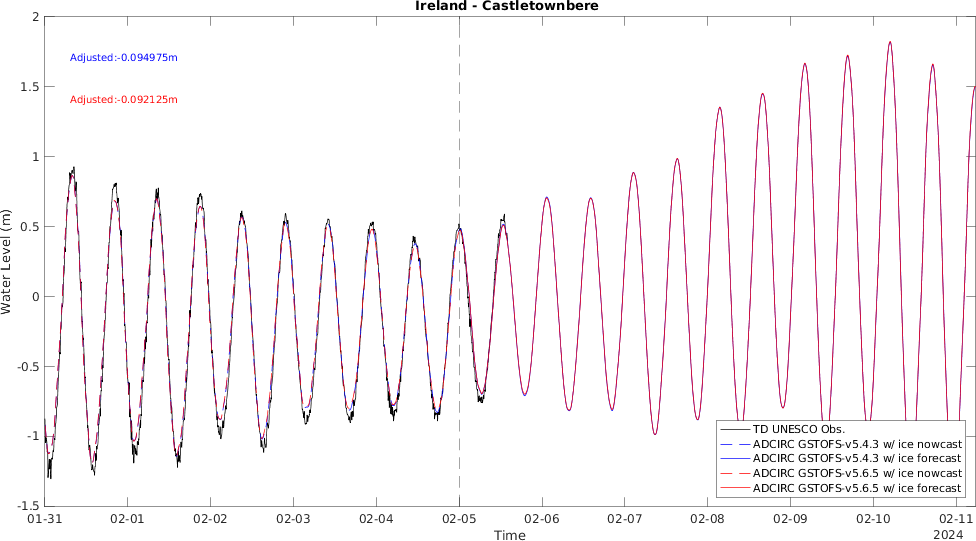 Ireland - Castletownbere
Adjusted:-0.094975m
Adjusted:-0.092125m
Water Level (m)
2
1.5
1
0.5
0
-0.5
-1
-1.5
TD UNESCO Obs.
ADCIRC GSTOFS-v5.4.3 w/ ice nowcast
ADCIRC GSTOFS-v5.4.3 w/ ice forecast
ADCIRC GSTOFS-v5.6.5 w/ ice nowcast
ADCIRC GSTOFS-v5.6.5 w/ ice forecast
01-31 02-01 02-02 02-03 02-04 02-05 02-06 02-07 02-08 02-09 02-10 02-11
Time
2024